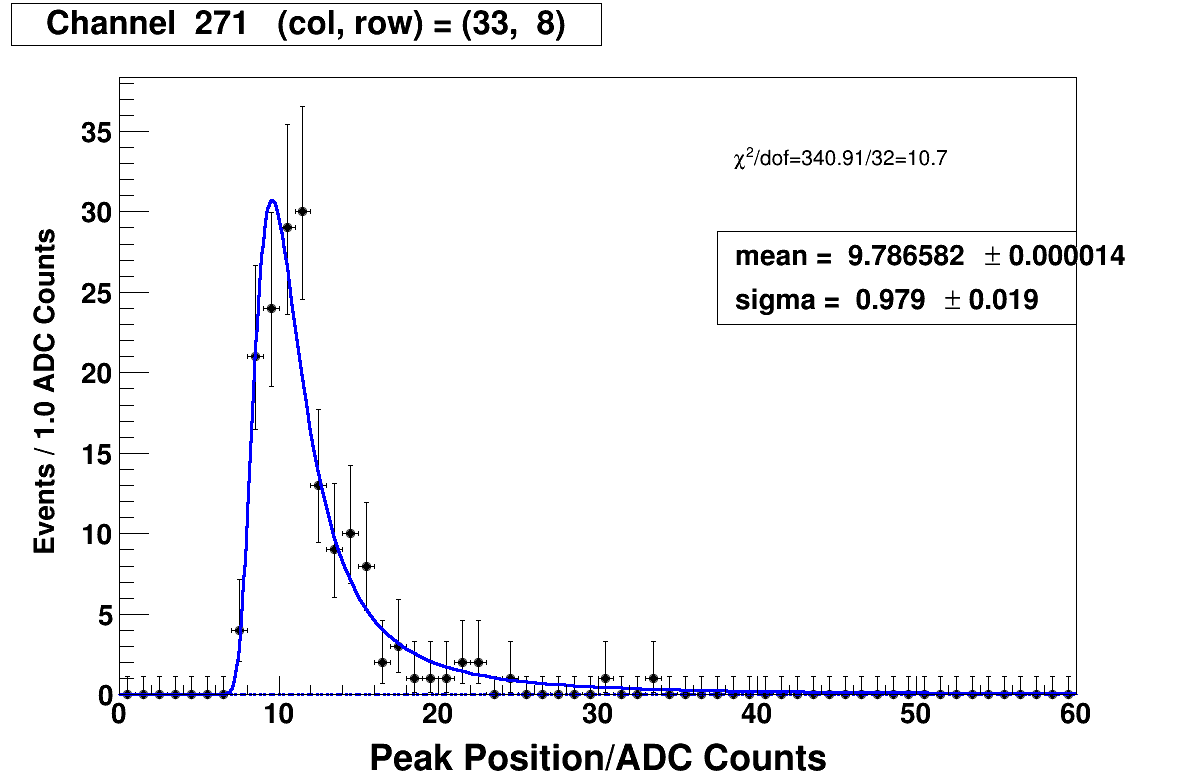 Channel  271   (col, row) = (33,  8)
χ²/dof=340.91/32=10.7
mean =  9.786582  ± 0.000014
sigma =  0.979  ± 0.019
Events / 1.0 ADC Counts
35
30
25
20
15
10
5
0
0 10 20 30 40 50 60
Peak Position/ADC Counts